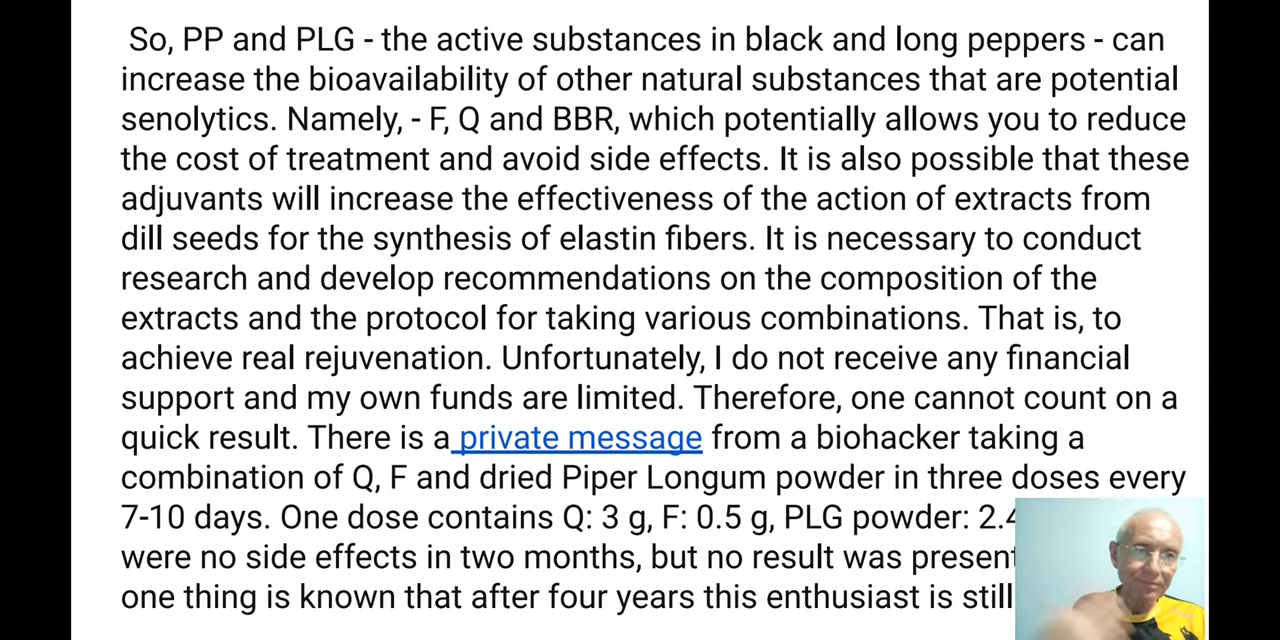 So, PP and PLG - the active substances in black and long peppers - can
increase the bioavailability of other natural substances that are potential
senolytics. Namely, - F, Q and BBR, which potentially allows you to reduce
the cost of treatment and avoid side effects. It is also possible that these
adjuvants will increase the effectiveness of the action of extracts from
dill seeds for the synthesis of elastin fibers. It is necessary to conduct
research and develop recommendations on the composition of the
extracts and the protocol for taking various combinations. That is, to
achieve real rejuvenation. Unfortunately, I do not receive any financial
support and my own funds are limited. Therefore, one cannot count on a
quick result. There is a private message from a biohacker taking a
combination of Q, F and dried Piper Longum powder in three doses every
7-10 days. One dose contains Q: 3 g, F: 0.5 g, PLG powder:
were no side effects in two months, but no result was
one thing is known that after four years this enthusiast is still